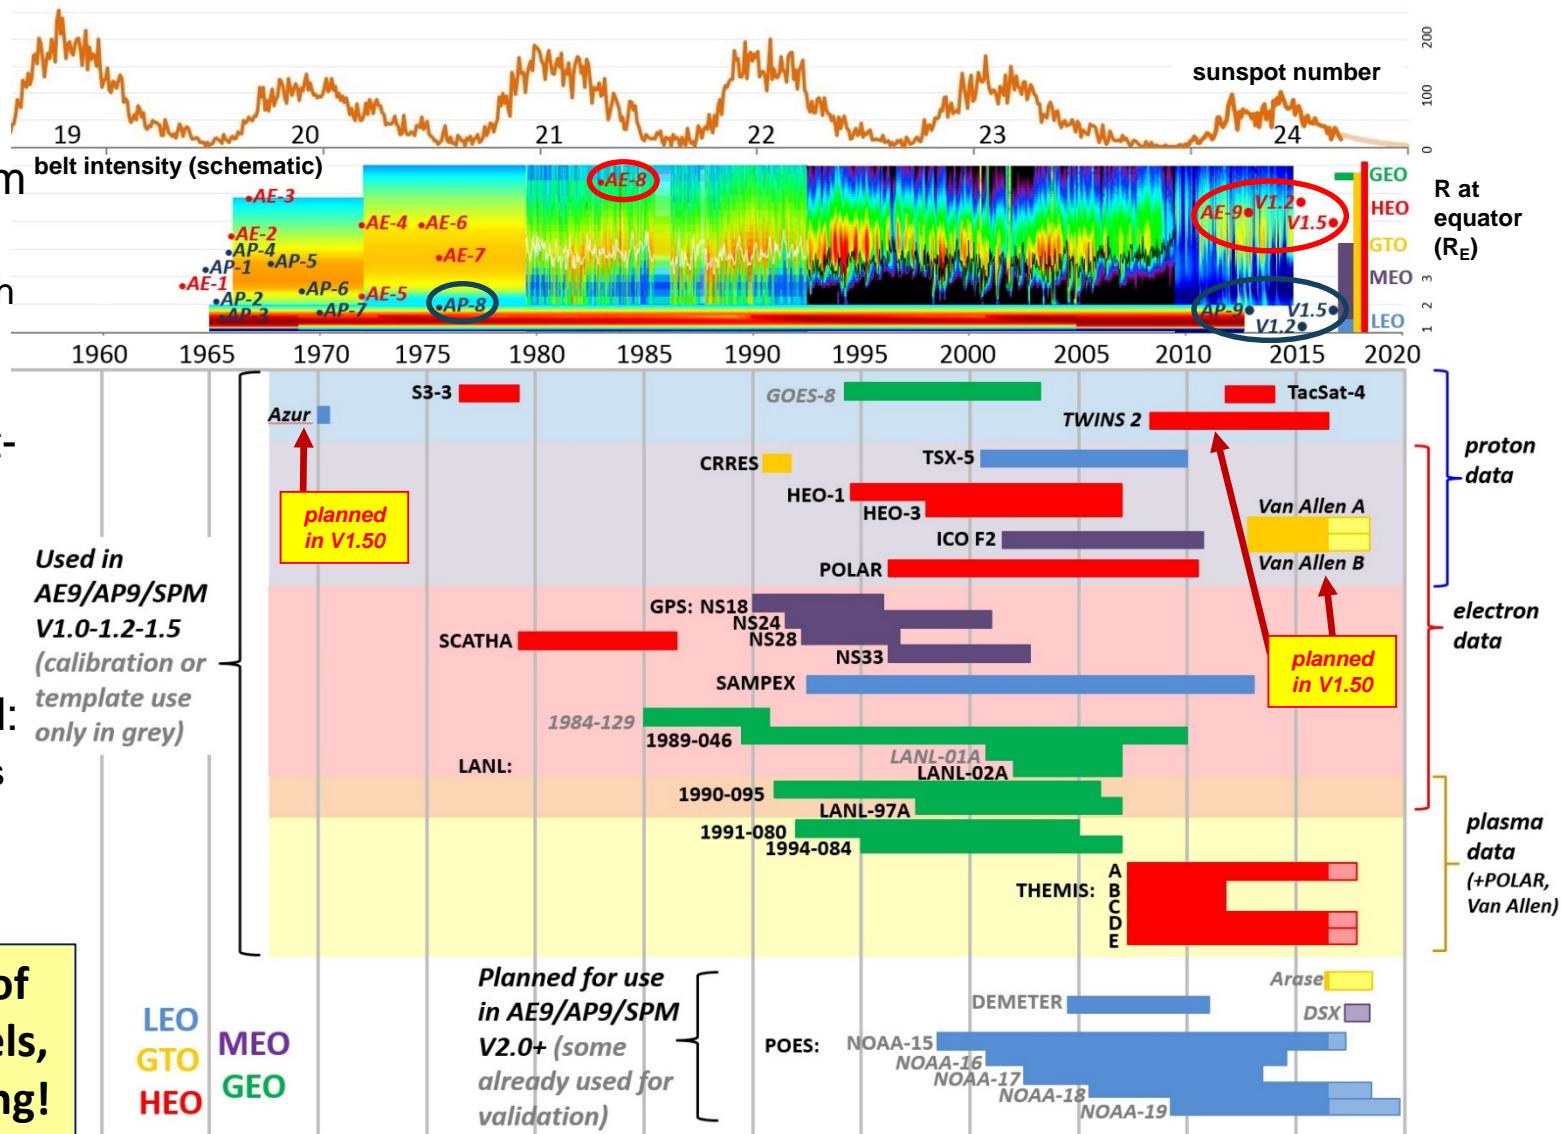 200
100
0
sunspot number
19
20
21
22
23
24
m
belt intensity (schematic)
AE-8
AE-3
AE-4
AE-6
AE-2
AP-4
AP-1
AP-5
AE-7
AE-1
AP-6
AE-5
AP-2
AP-3
AP-7
AP-8
AE-9
V1.2
V1.5
AP-9
V1.5
V1.2
GEO
HEO
GTO
MEO
LEO
3
2
1
R at
equator
(RE)
n
1960
1965
1970
1975
1980
1985
1990
1995
2000
2005
2010
2015
2020
S3-3
GOES-8
TacSat-4
Azur
TWINS 2
-
proton
data
CRRES
TSX-5
HEO-1
HEO-3
Van Allen A
ICO F2
Van Allen B
POLAR
planned
in V1.50
Used in
AE9/AP9/SPM
V1.0-1.2-1.5
(calibration or
template use
only in grey)
GPS: NS18
NS24
NS28
NS33
SCATHA
SAMPEX
electron
data
planned
in V1.50
:
s
1984-129
1989-046
LANL-01A
LANL-02A
LANL:
1990-095
LANL-97A
1991-080
1994-084
plasma
data
(+POLAR,
Van Allen)
THEMIS:
A
B
C
D
E
of
els,
ng!
LEO
GTO
HEO
MEO
GEO
Planned for use
in AE9/AP9/SPM
V2.0+ (some
already used for
validation)
Arase
DEMETER
DSX
POES:
NOAA-15
NOAA-16
NOAA-17
NOAA-18
NOAA-19